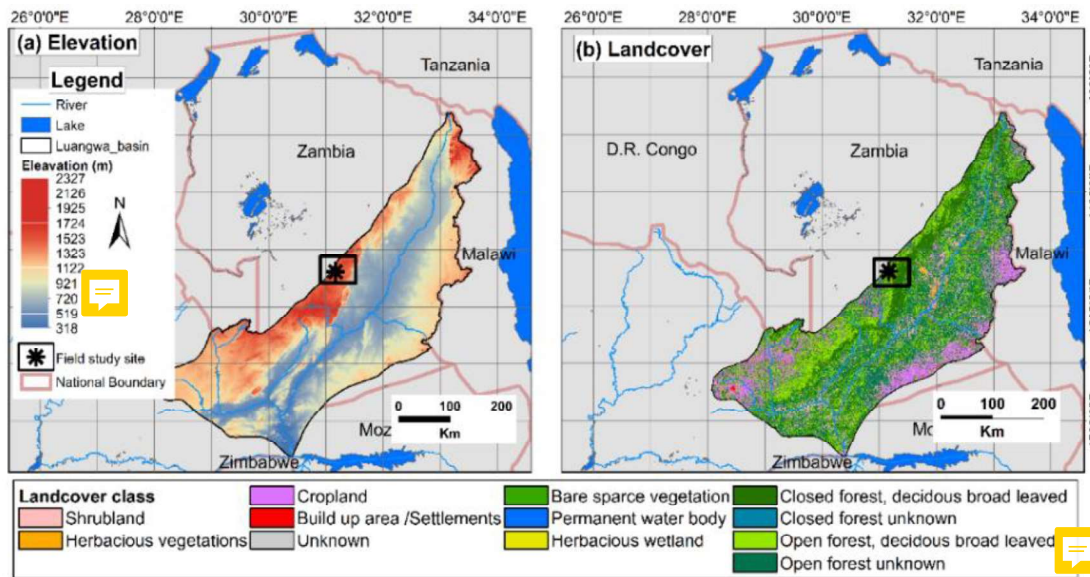 26°0'0"E 28°0'0"E 30°0'0"E 32°0'0"E 34°0'0"E
26°0'0"E 28°0'0"E 30°0'0"E 32°0'0"E 34°0'0"E
(a) Elevation
Legend
River
Lake
Luangwa_basin
Eleavation (m)
2327
2126
1925
1724
1523
1323
1122
921
720
519
318
N
Field study site
National Boundary
Tanzania
Zambia
Malawi
Moz
Zimbabwe
0 100 200
Km
(b) Landcover
Tanzania
D.R. Congo
Zambia
Malawi
Mo
Zimbabwe
0 100 200
Km
Landcover class
Shrubland
Herbacious vegetations
Cropland
Build up area /Settlements
Unknown
Bare sparce vegetation
Permanent water body
Herbacious wetland
Closed forest, decidous broad leaved
Closed forest unknown
Open forest, decidous broad leaved
Open forest unknown